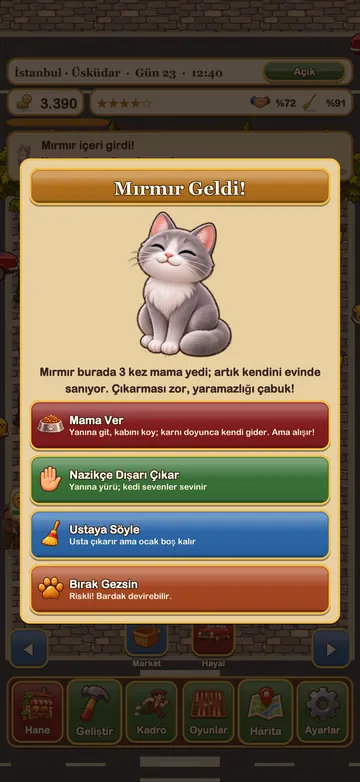 İstanbul · Üsküdar · Gün 23 · 12:40
Açık
3.390
%72
%91
Mırmır içeri girdi!
Mırmır Geldi!
Mırmır burada 3 kez mama yedi; artık kendini evinde
sanıyor. Çıkarması zor, yaramazlığı çabuk!
Mama Ver
Yanına git, kabını koy; karnı doyunca kendi gider. Ama alışır!
Nazikçe Dışarı Çıkar
Yanına yürü; kedi sevenler sevinir
Ustaya Söyle
Usta çıkarır ama ocak boş kalır
Bırak Gezsin
Riskli! Bardak devirebilir.
Market
Hayal
Hane
Geliştir
Kadro
Oyunlar
Harita
Ayarlar